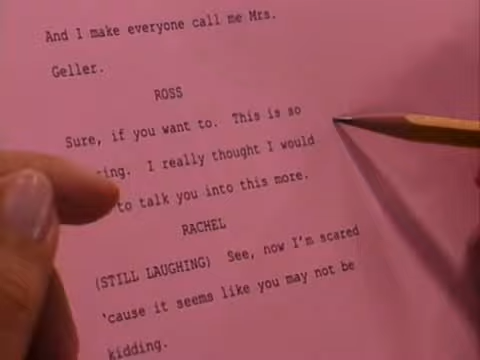 And I make everyone call me Mrs.
Geller.
ROSS
Sure, if you want to. This is so
ing. I really thought I would
to talk you into this more.
RACHEL
(STILL LAUGHING) See, now I'm scared
'cause it seems like you may not be
kidding.